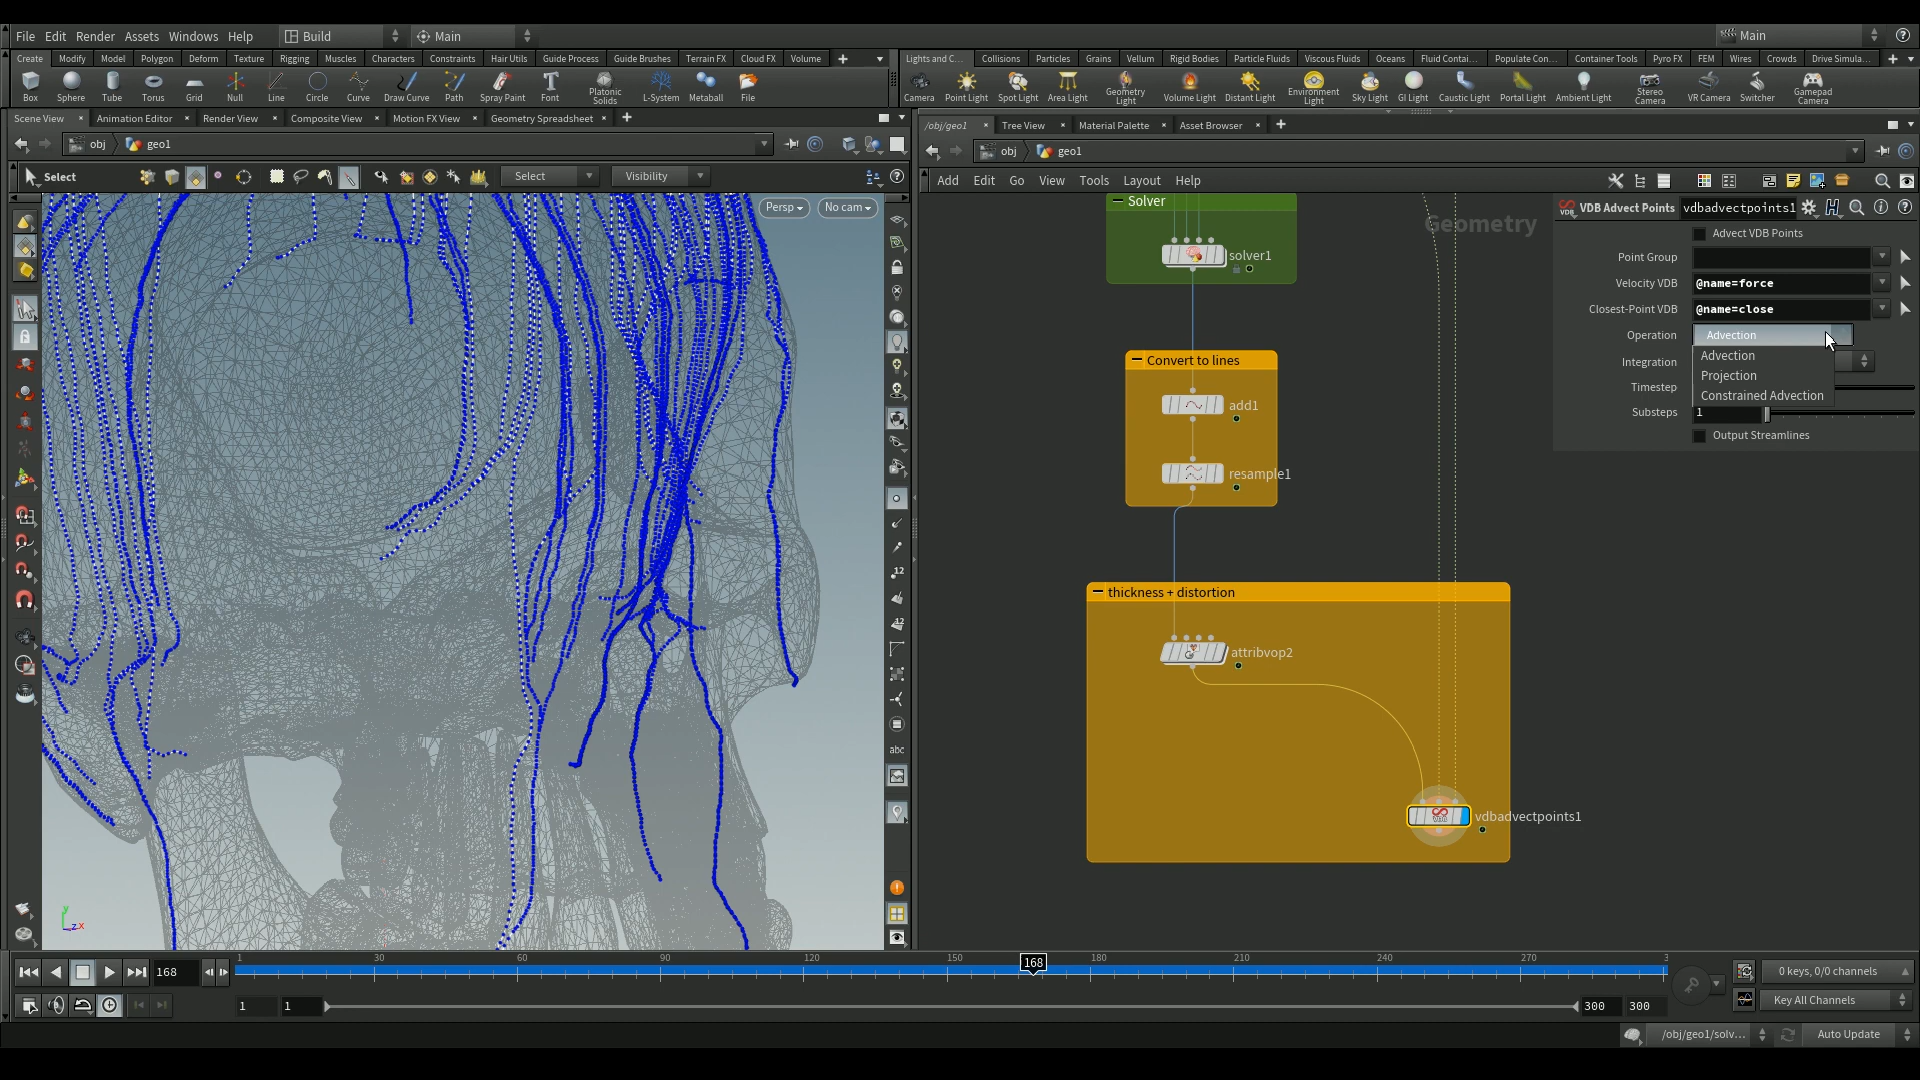 File Edit Render Assets Windows Help Build Main Main
Create Modify Model Polygon Deform Texture Rigging Muscles Characters Constraints Hair Utils Guide Process Guide Brushes Terrain FX Cloud FX Volume
Lights and C... Collisions Particles Grains Vellum Rigid Bodies Particle Fluids Viscous Fluids Oceans Fluid Contai... Populate Con... Container Tools Pyro FX FEM Wires Crowds Drive Simula...
Box Sphere Tube Torus Grid Null Line Circle Curve Draw Curve Path Spray Paint Font Platonic Solids L-System Metaball File
Camera Point Light Spot Light Area Light Geometry Light Volume Light Distant Light Environment Light Sky Light GI Light Caustic Light Portal Light Ambient Light Stereo Camera VR Camera Switcher Gamepad Camera
Scene View Animation Editor Render View Composite View Motion FX View Geometry Spreadsheet
/obj/geo1 Tree View Material Palette Asset Browser
obj geo1
obj geo1
Select Select Visibility
Add Edit Go View Tools Layout Help
Persp No cam
Geometry
Solver
solver1
Convert to lines
add1
resample1
thickness + distortion
attribvop2
vdbadvectpoints1
VDB Advect Points vdbadvectpoints1
Advect VDB Points
Point Group
Velocity VDB @name=force
Closest-Point VDB @name=close
Operation Advection
Advection
Projection
Constrained Advection
Integration
Timestep
Substeps 1
Output Streamlines
12
12
abc
y
z x
168
1 30 60 90 120 150 168 180 210 240 270 3
1 1 300 300
0 keys, 0/0 channels
Key All Channels
/obj/geo1/solv... Auto Update